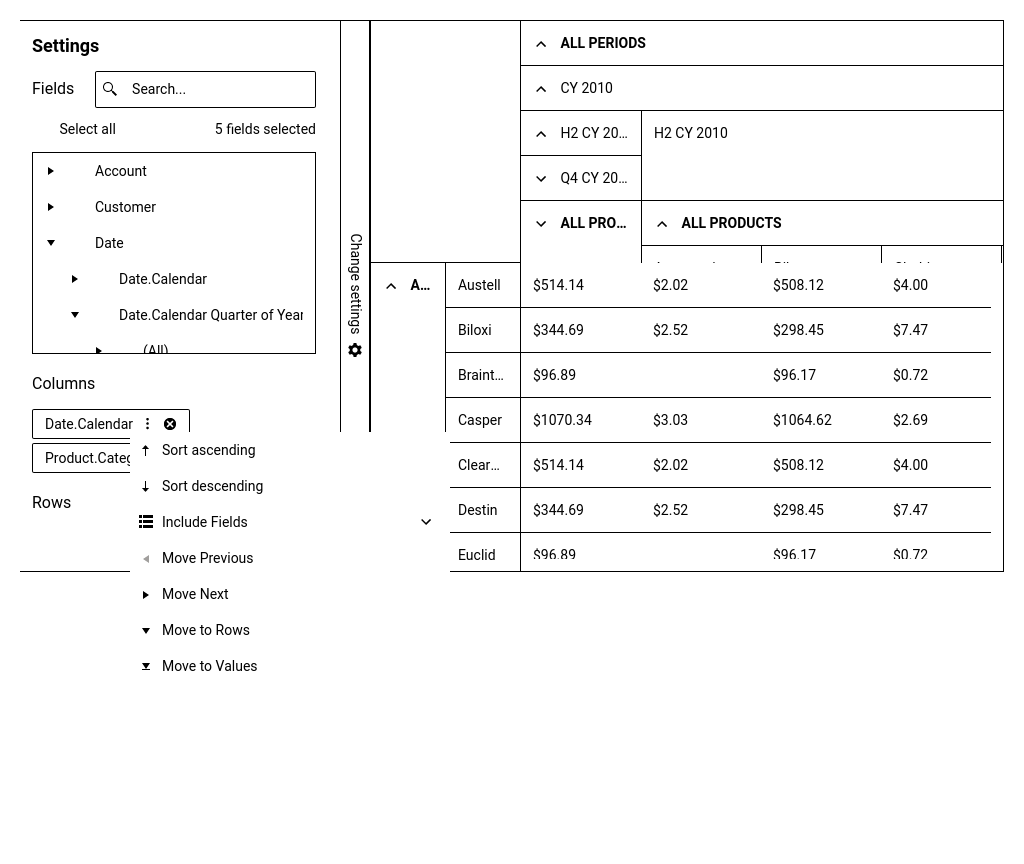 Settings
Fields
Search...
Select all
5 fields selected
Account
Customer
Date
Date.Calendar
Date.Calendar Quarter of Year
(All)
Columns
Date.Calendar
Product.Categ
Rows
Change settings
Sort ascending
Sort descending
Include Fields
Move Previous
Move Next
Move to Rows
Move to Values
ALL PERIODS
CY 2010
H2 CY 20... H2 CY 2010
Q4 CY 20...
ALL PRO... ALL PRODUCTS
A... Austell $514.14 $2.02 $508.12 $4.00
Biloxi $344.69 $2.52 $298.45 $7.47
Braint... $96.89 $96.17 $0.72
Casper $1070.34 $3.03 $1064.62 $2.69
Clear... $514.14 $2.02 $508.12 $4.00
Destin $344.69 $2.52 $298.45 $7.47
Euclid $96.89 $96.17 $0.72